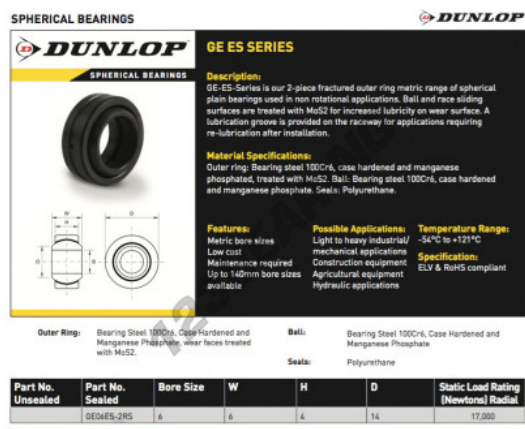 SPHERICAL BEARINGS
DUNLOP
DUNLOP
SPHERICAL BEARINGS
GE ES SERIES
Description:
GE-ES-Series is our 2-piece fractured outer ring metric range of spherical
plain bearings used in non rotational applications. Ball and race sliding
surfaces are treated with MoS2 for increased lubricity on wear surface. A
lubrication groove is provided on the raceway for applications requiring
re-lubrication after installation.
Material Specifications:
Outer ring: Bearing steel 100Cr6, case hardened and manganese
phosphated, treated with MoS2. Ball: Bearing steel 100Cr6, case hardened
and manganese phosphate. Seals: Polyurethane.
W
H
D
Features:
Metric bore sizes
Low cost
Maintenance required
Up to 140mm bore sizes
available
Possible Applications:
Light to heavy industrial/
mechanical applications
Construction equipment
Agricultural equipment
Hydraulic applications
Temperature Range:
-54°C to +121°C
Specification:
ELV & RoHS compliant
Outer Ring: Bearing Steel 100Cr6, Case Hardened and
Manganese Phosphate, wear faces treated
with MoS2.
Ball: Bearing Steel 100Cr6, Case Hardened and
Manganese Phosphate
Seals: Polyurethane
Part No. Unsealed Part No. Sealed Bore Size W H D Static Load Rating (Newtons) Radial
GE06ES-2RS 6 6 4 14 17,000